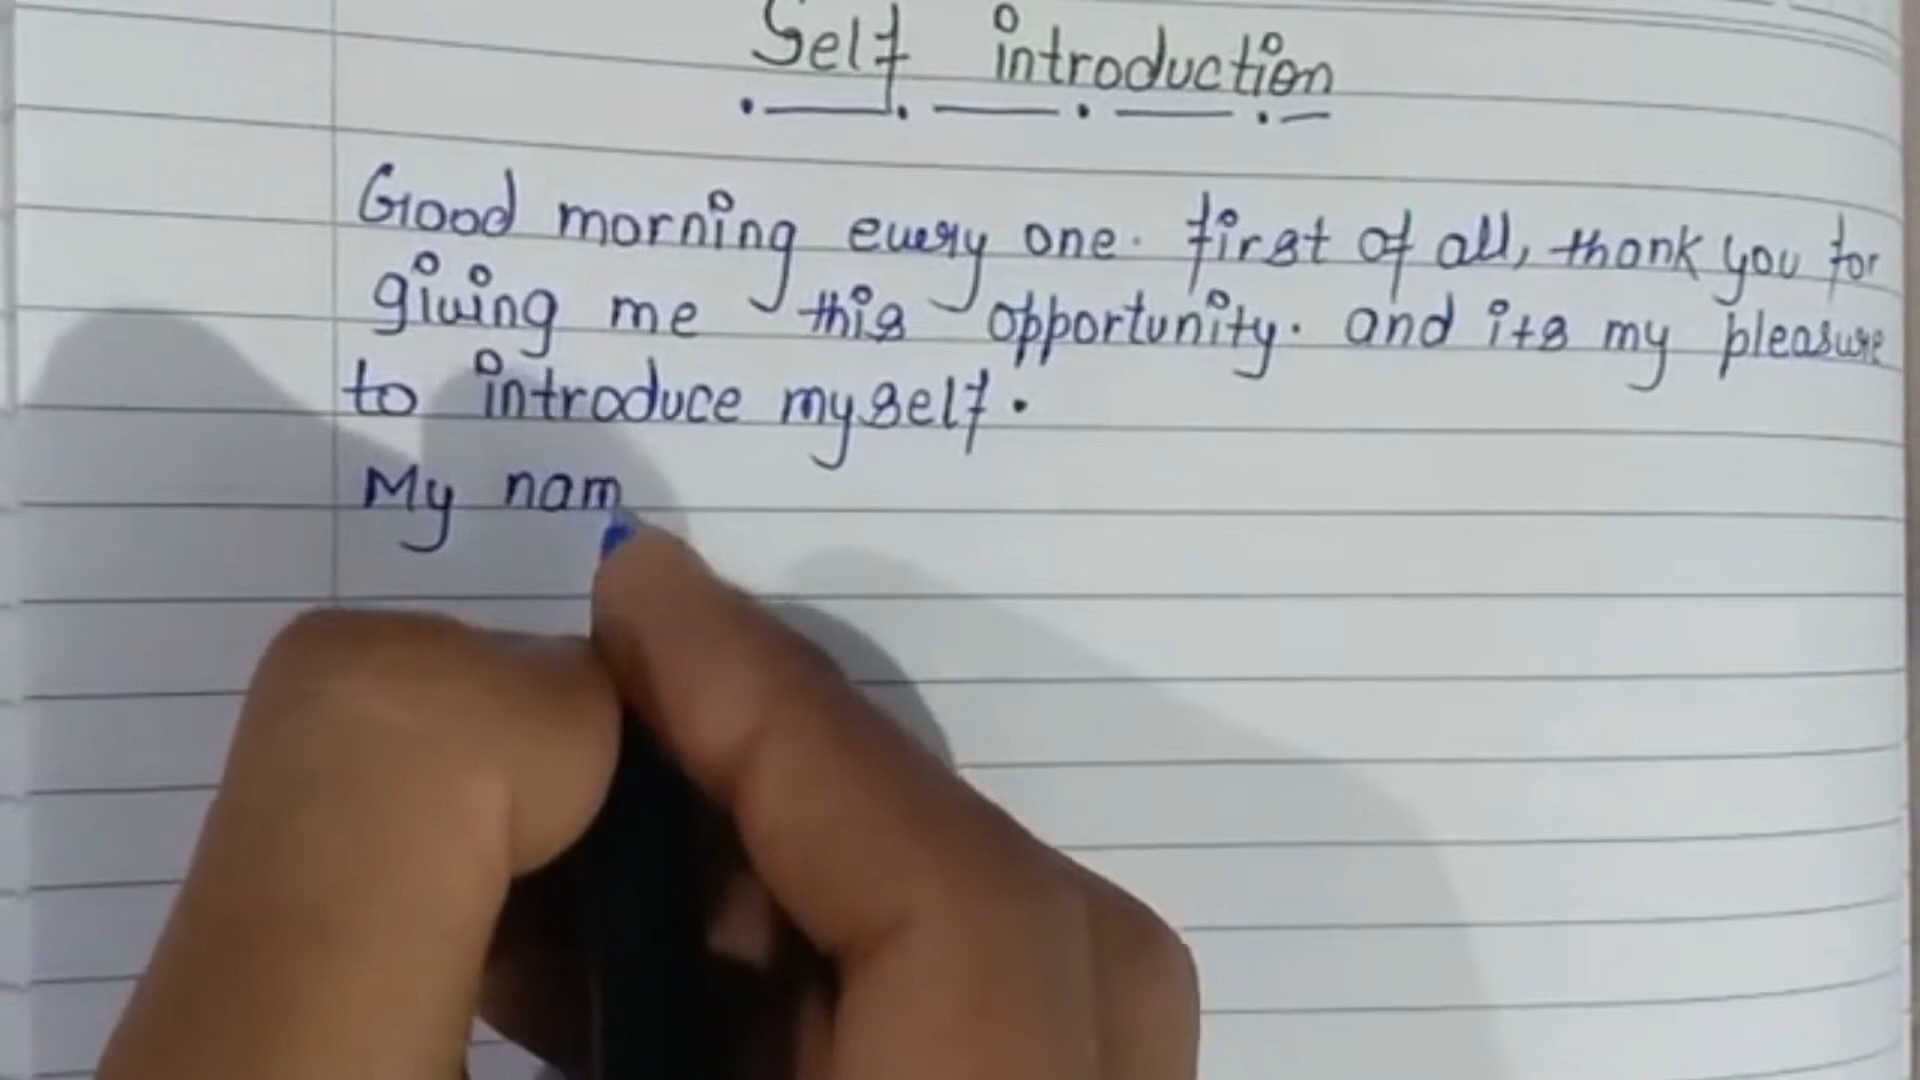 Self introduction
Good morning every one. first of all, thank you for
giving me this opportunity. and its my pleasure
to introduce myself.
My nam